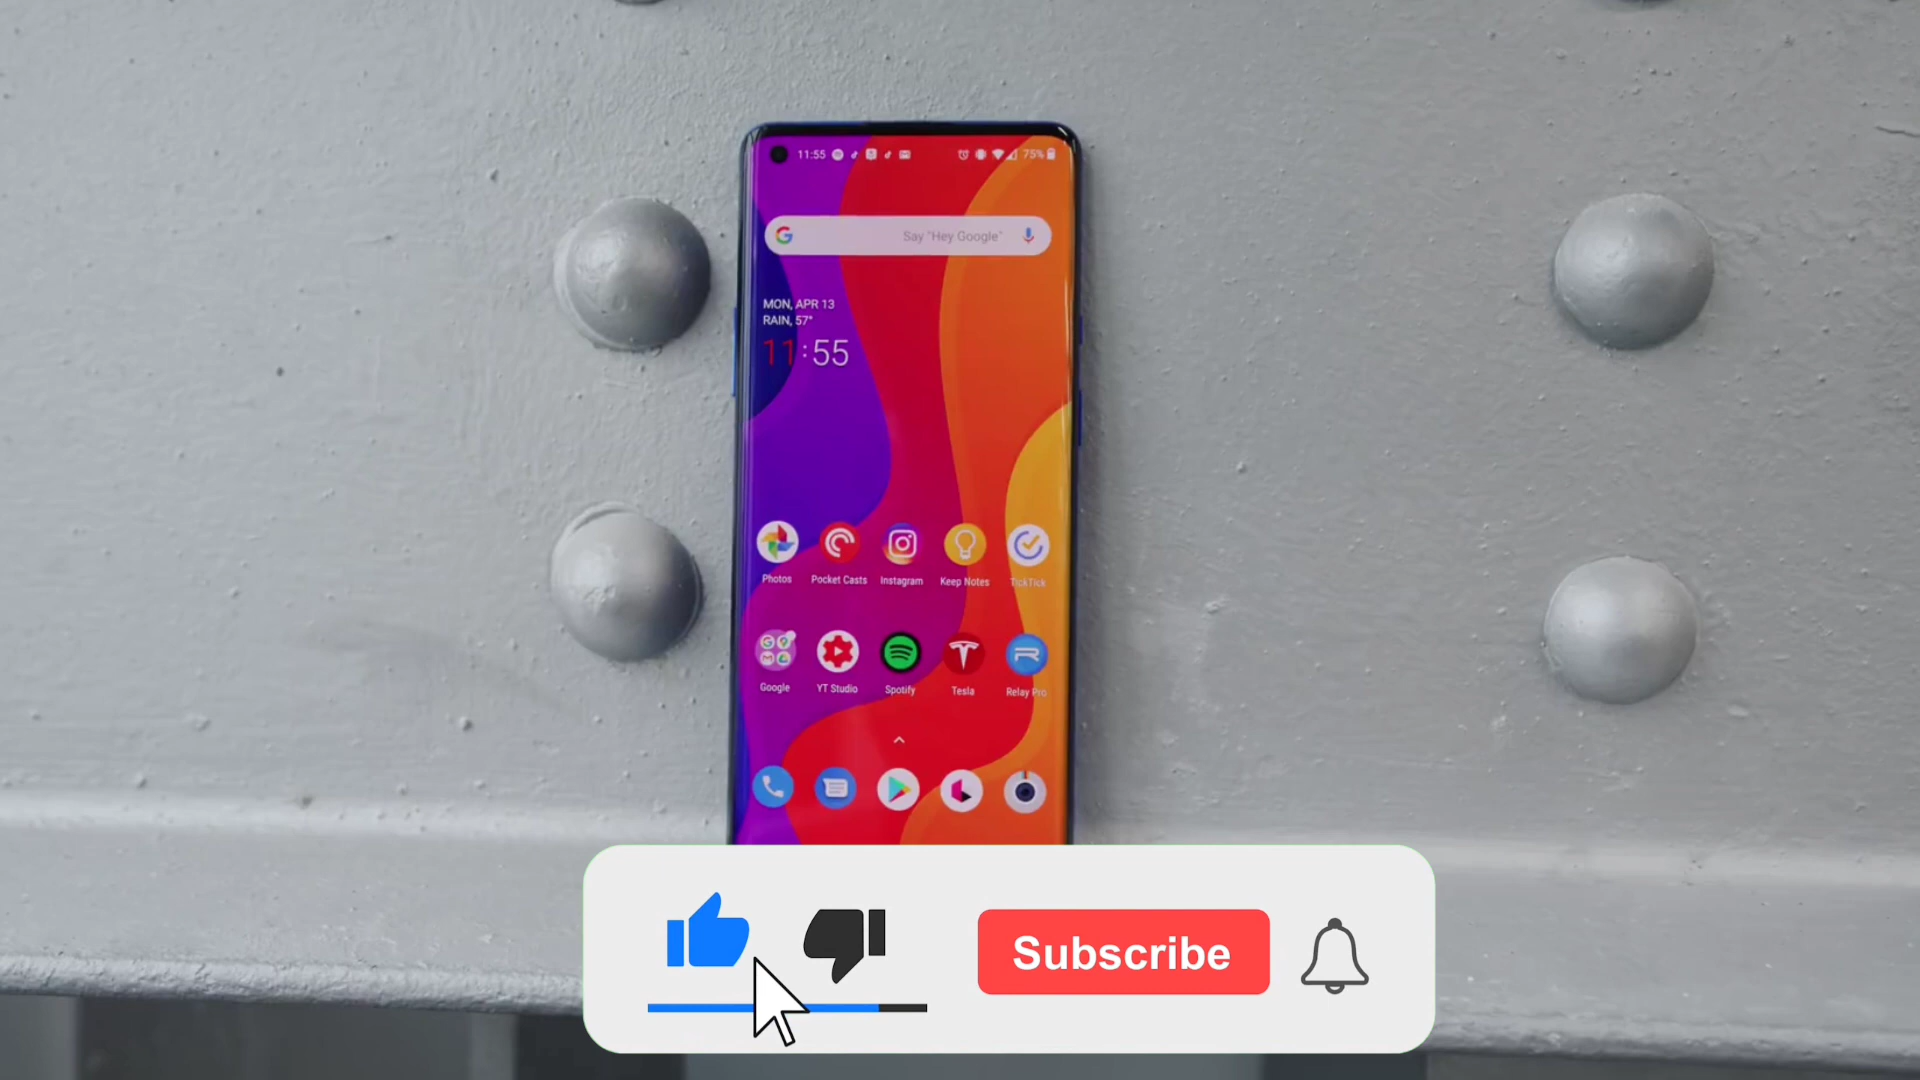 11:55
75%
Say "Hey Google"
MON, APR 13
RAIN, 57°
11:55
Photos
Pocket Casts
Instagram
Keep Notes
TickTick
Google
YT Studio
Spotify
Tesla
Relay Pro
Subscribe